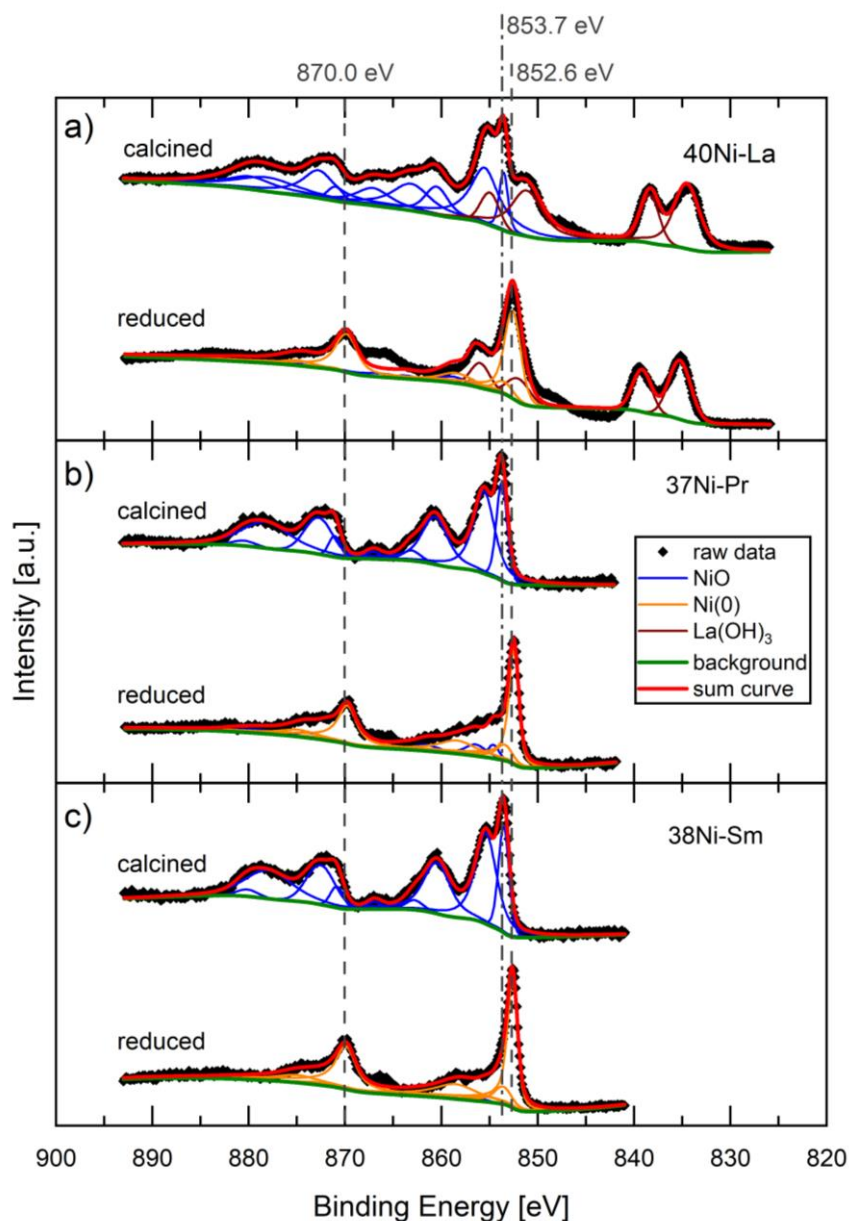 853.7 eV
870.0 eV
852.6 eV
a)
calcined
40Ni-La
reduced
b)
calcined
37Ni-Pr
raw data
NiO
Ni(0)
La(OH)₃
background
sum curve
reduced
c)
calcined
38Ni-Sm
reduced
Intensity [a.u.]
900 890 880 870 860 850 840 830 820
Binding Energy [eV]